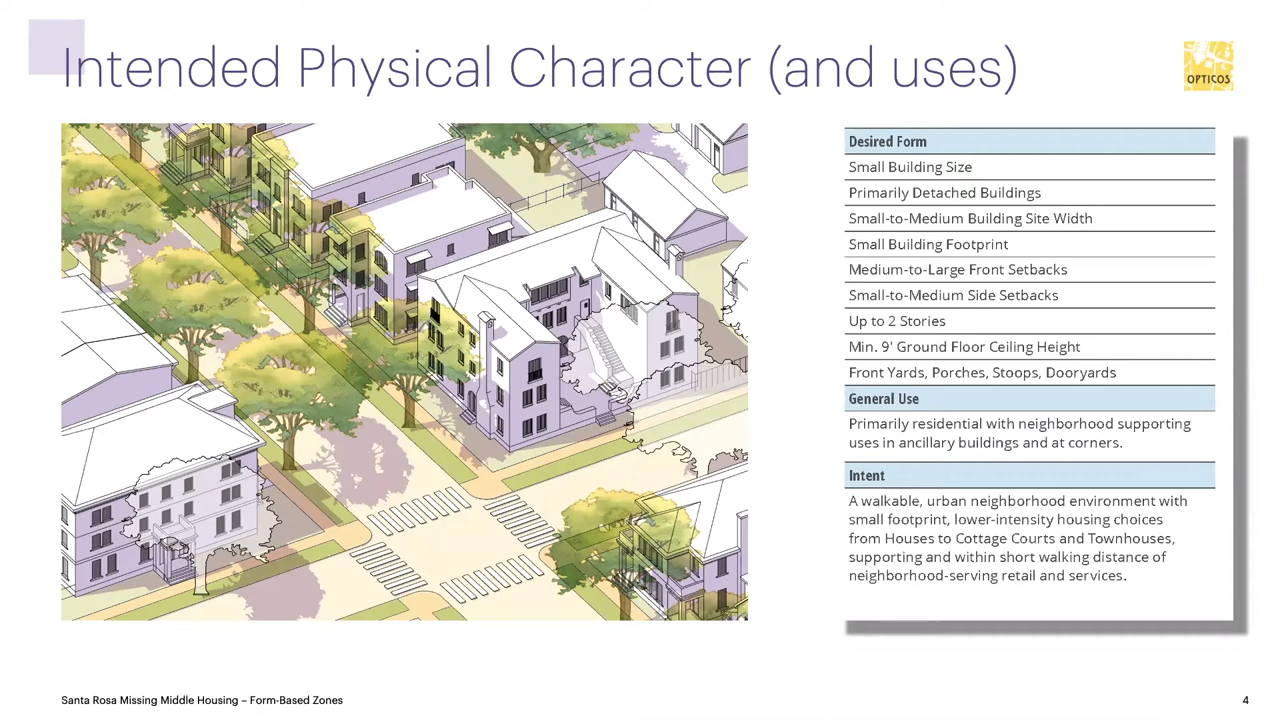 Intended Physical Character (and uses)
OPTICOS
Desired Form
Small Building Size
Primarily Detached Buildings
Small-to-Medium Building Site Width
Small Building Footprint
Medium-to-Large Front Setbacks
Small-to-Medium Side Setbacks
Up to 2 Stories
Min. 9' Ground Floor Ceiling Height
Front Yards, Porches, Stoops, Dooryards
General Use
Primarily residential with neighborhood supporting
uses in ancillary buildings and at corners.
Intent
A walkable, urban neighborhood environment with
small footprint, lower-intensity housing choices
from Houses to Cottage Courts and Townhouses,
supporting and within short walking distance of
neighborhood-serving retail and services.
Santa Rosa Missing Middle Housing – Form-Based Zones
4